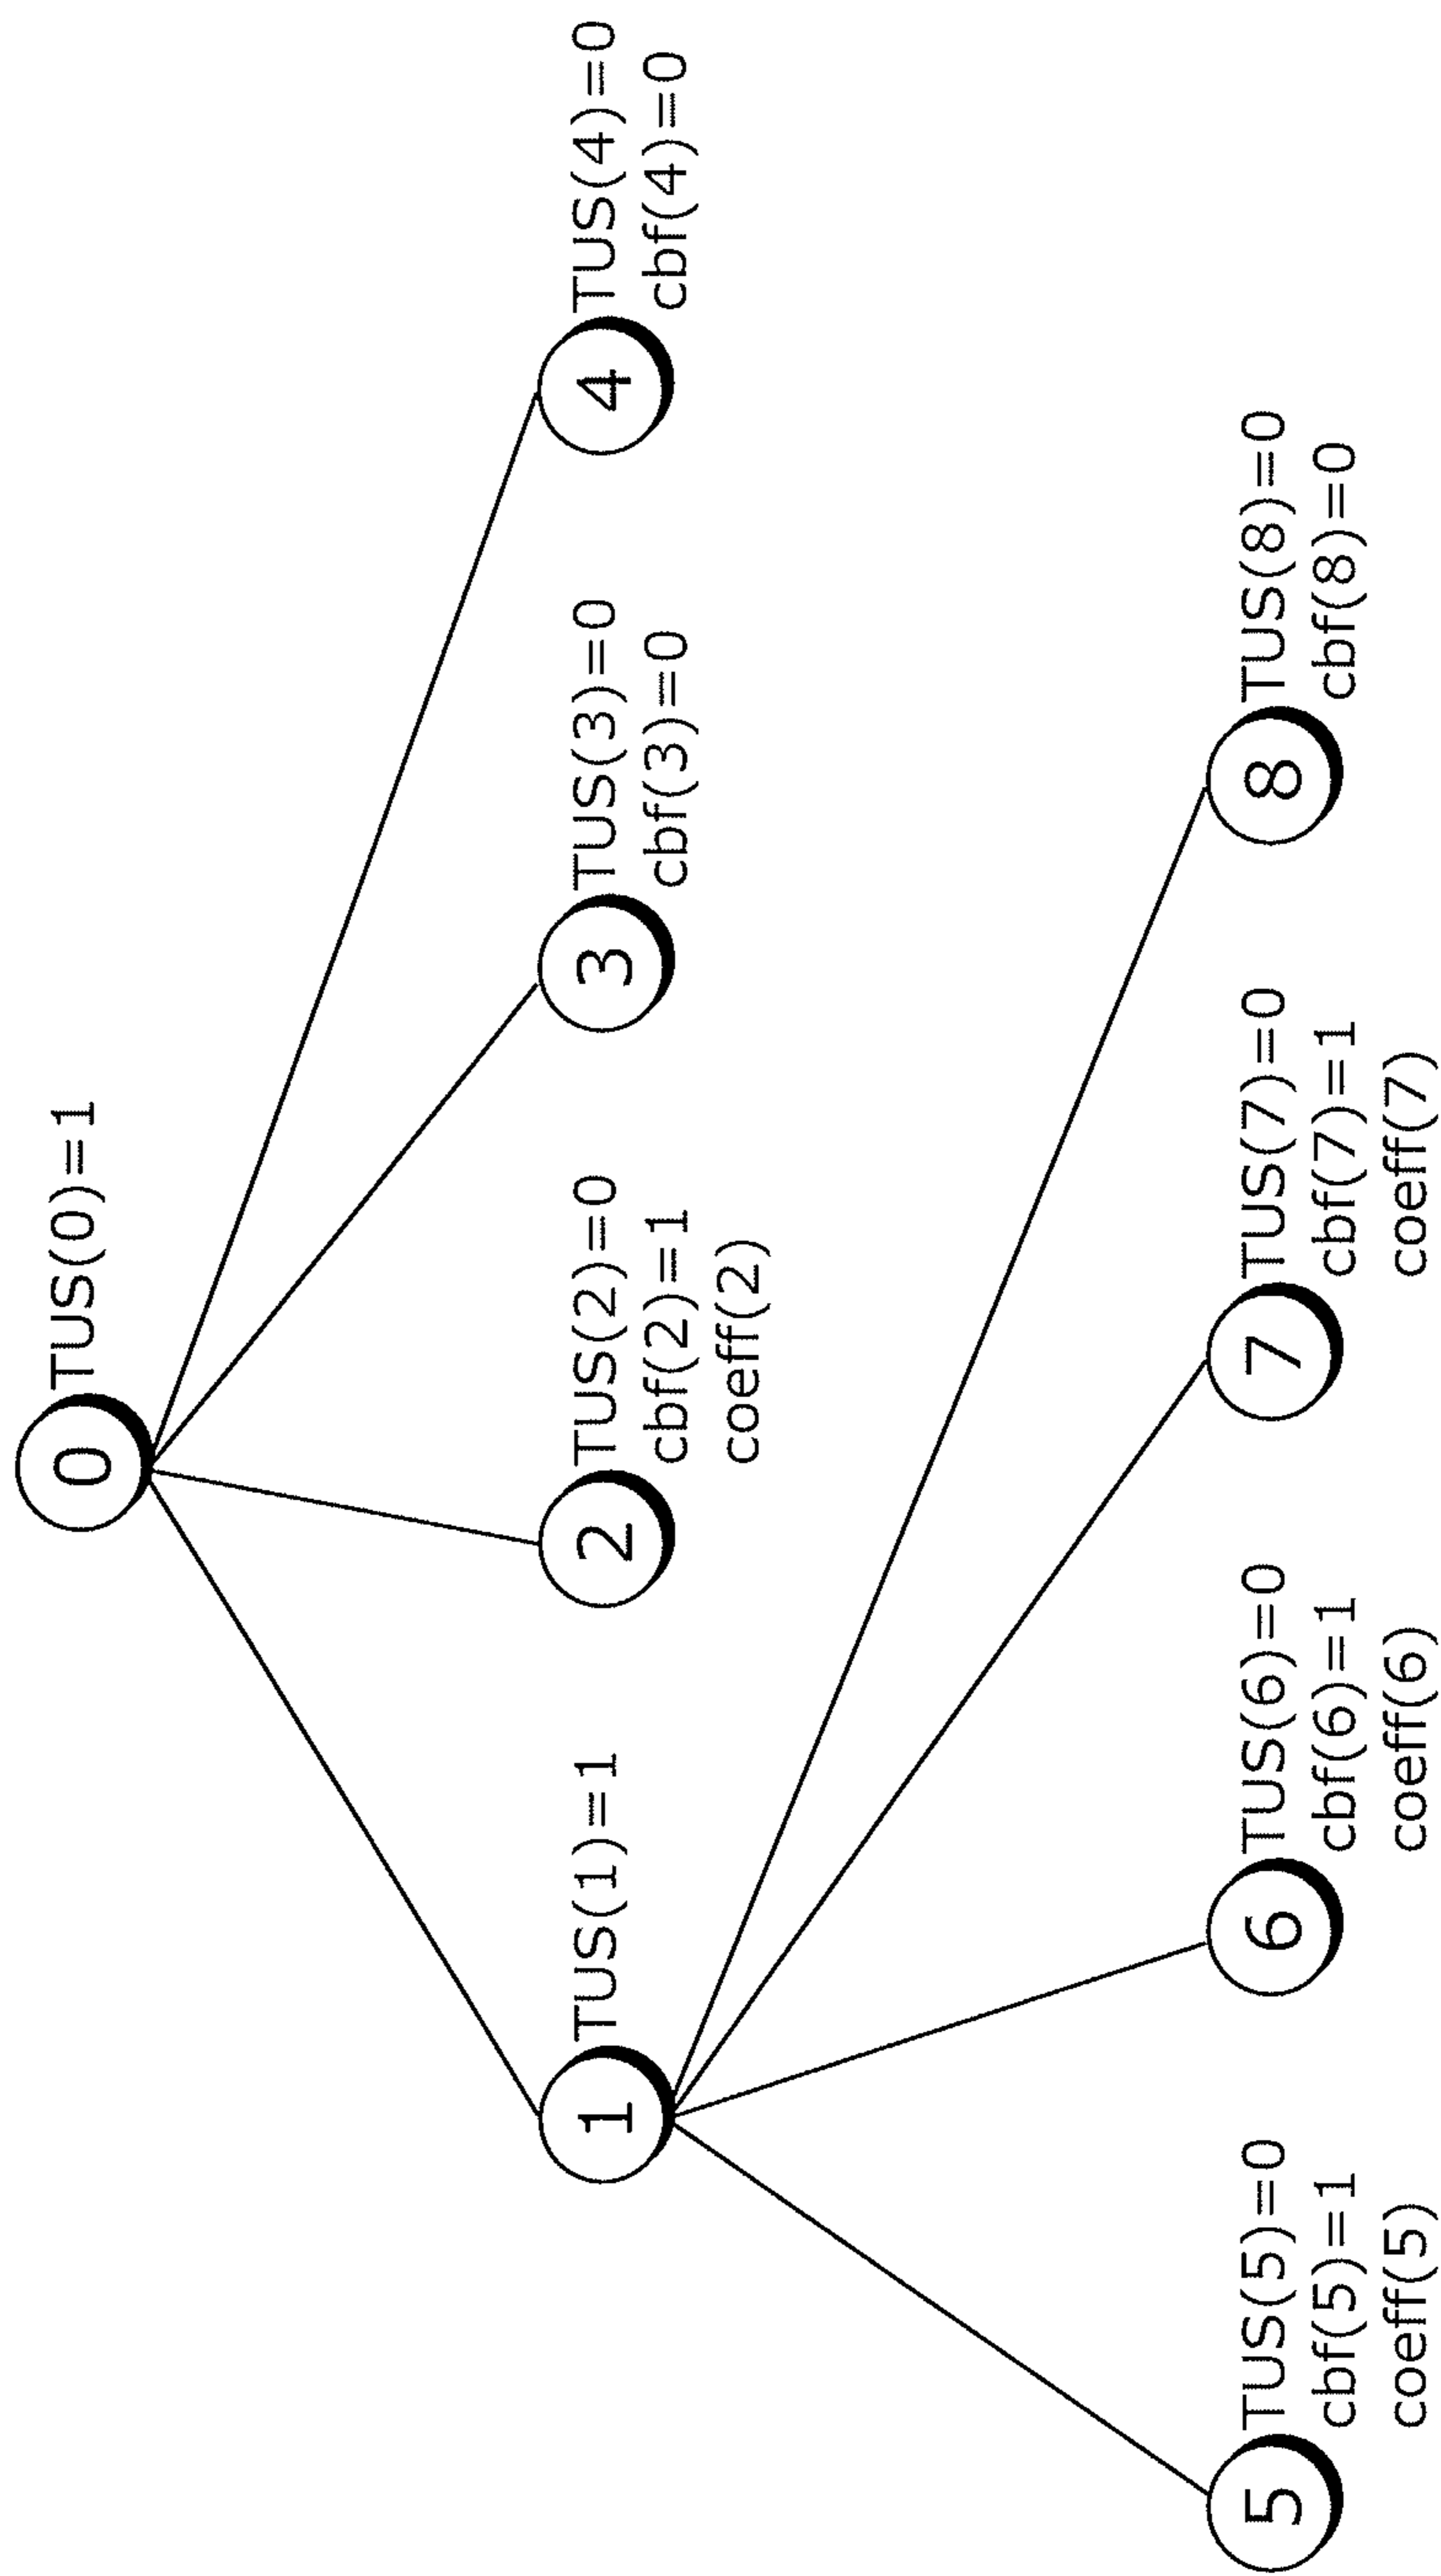 0 TUS(0)=1
1 TUS(1)=1
2 TUS(2)=0
cbf(2)=1
coeff(2)
3 TUS(3)=0
cbf(3)=0
4 TUS(4)=0
cbf(4)=0
5 TUS(5)=0
cbf(5)=1
coeff(5)
6 TUS(6)=0
cbf(6)=1
coeff(6)
7 TUS(7)=0
cbf(7)=1
coeff(7)
8 TUS(8)=0
cbf(8)=0